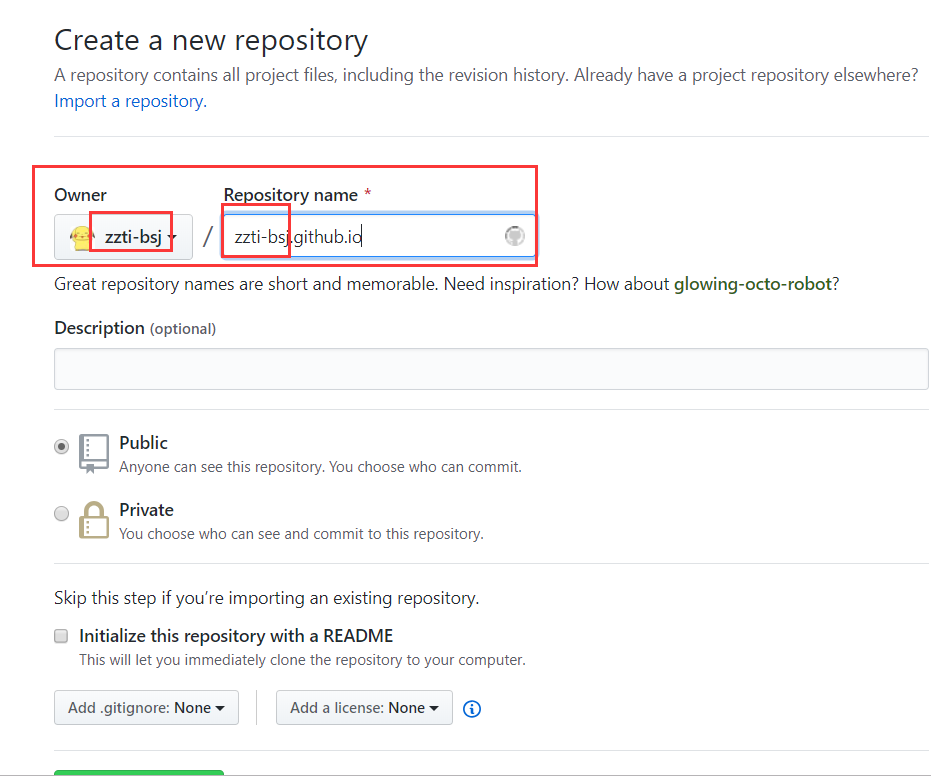 Create a new repository
A repository contains all project files, including the revision history. Already have a project repository elsewhere?
Import a repository.
Owner Repository name *
zzti-bsj / zzti-bsj.github.io
Great repository names are short and memorable. Need inspiration? How about glowing-octo-robot?
Description (optional)
Public
Anyone can see this repository. You choose who can commit.
Private
You choose who can see and commit to this repository.
Skip this step if you’re importing an existing repository.
Initialize this repository with a README
This will let you immediately clone the repository to your computer.
Add .gitignore: None Add a license: None